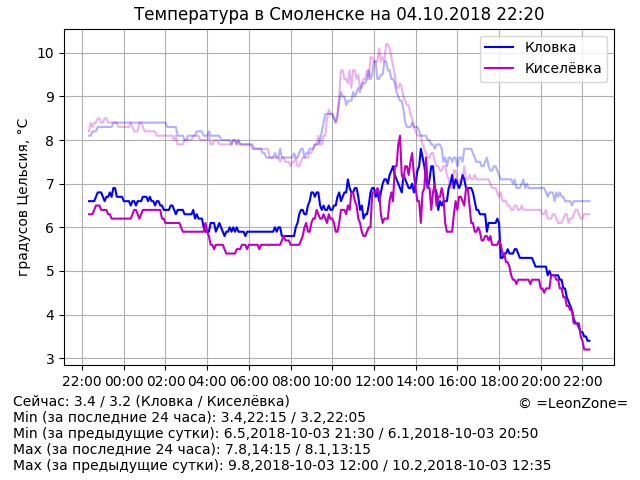 Температура в Смоленске на 04.10.2018 22:20
Кловка
Киселёвка
градусов Цельсия, °C
10
9
8
7
6
5
4
3
22:00 00:00 02:00 04:00 06:00 08:00 10:00 12:00 14:00 16:00 18:00 20:00 22:00
Сейчас: 3.4 / 3.2 (Кловка / Киселёвка)
© =LeonZone=
Min (за последние 24 часа): 3.4,22:15 / 3.2,22:05
Min (за предыдущие сутки): 6.5,2018-10-03 21:30 / 6.1,2018-10-03 20:50
Max (за последние 24 часа): 7.8,14:15 / 8.1,13:15
Max (за предыдущие сутки): 9.8,2018-10-03 12:00 / 10.2,2018-10-03 12:35